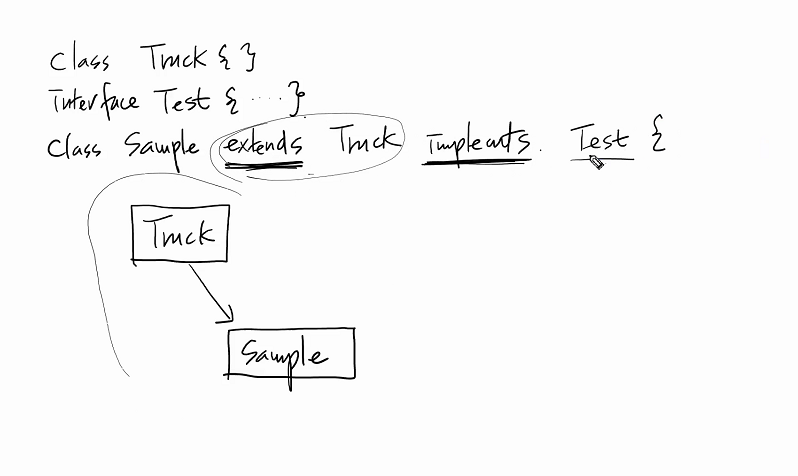 class Truck { }
Interface Test { ..... }
Class Sample extends Truck Implements. Test {
Truck
Sample